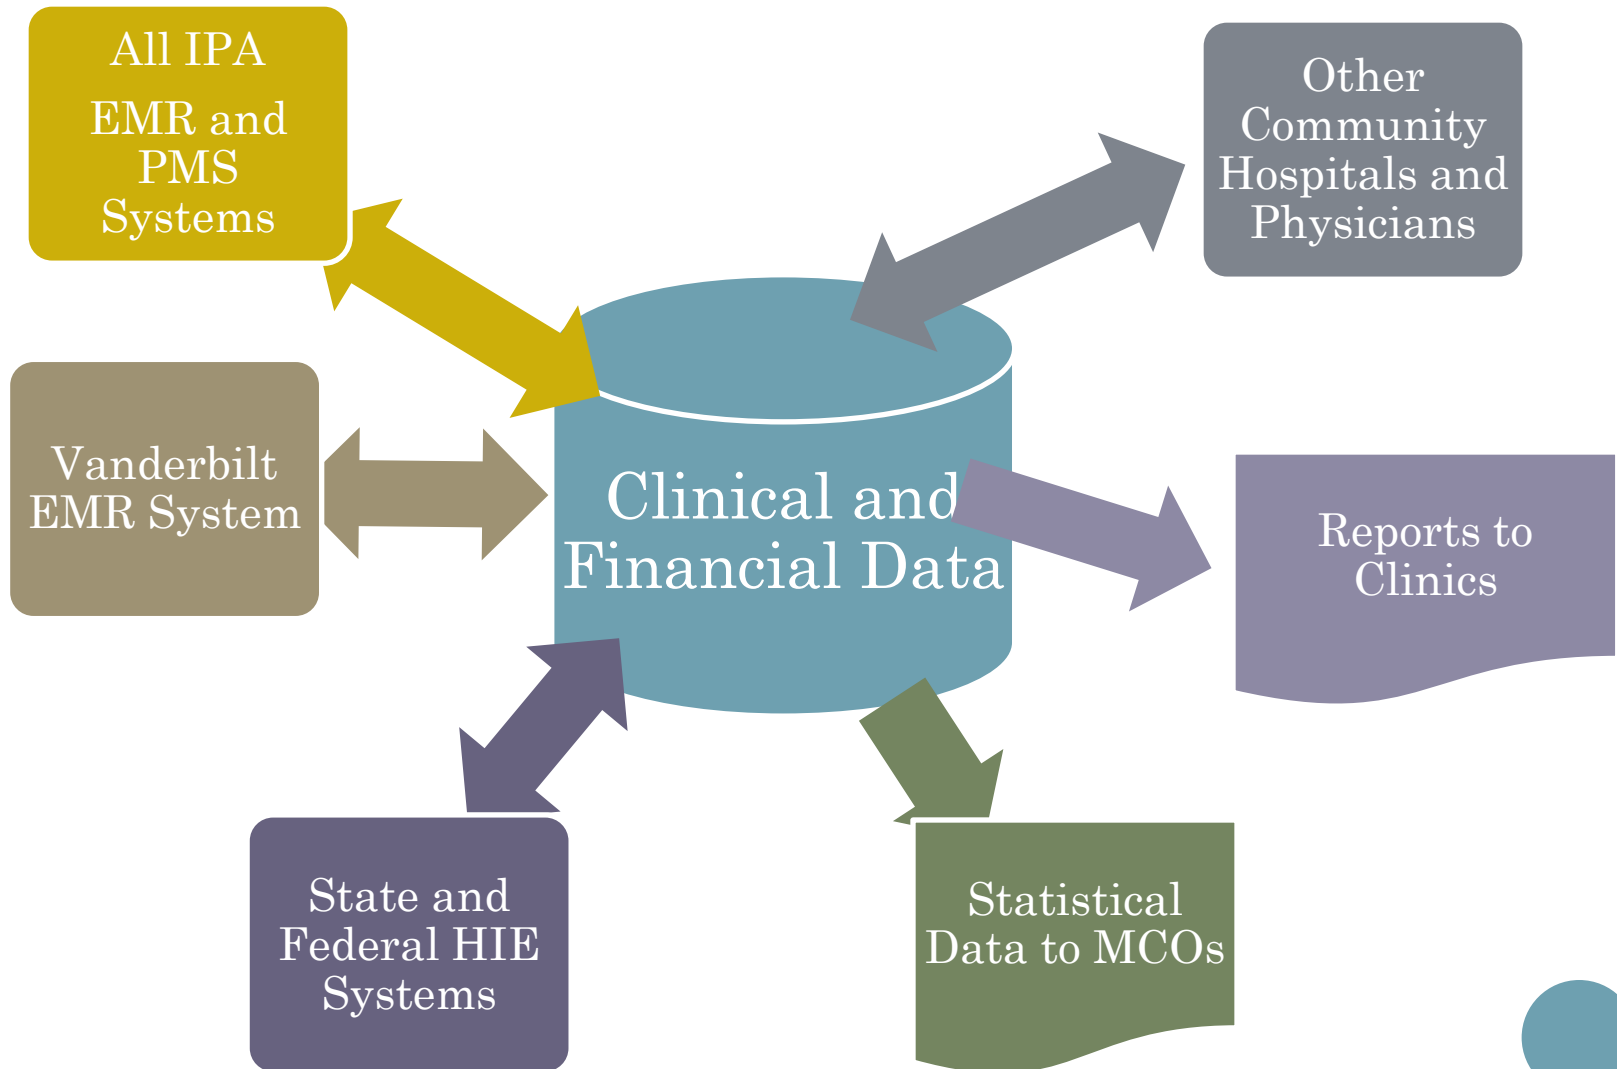 All IPA
EMR and
PMS
Systems
Other
Community
Hospitals and
Physicians
Vanderbilt
EMR System
Clinical and
Financial Data
Reports to
Clinics
State and
Federal HIE
Systems
Statistical
Data to MCOs